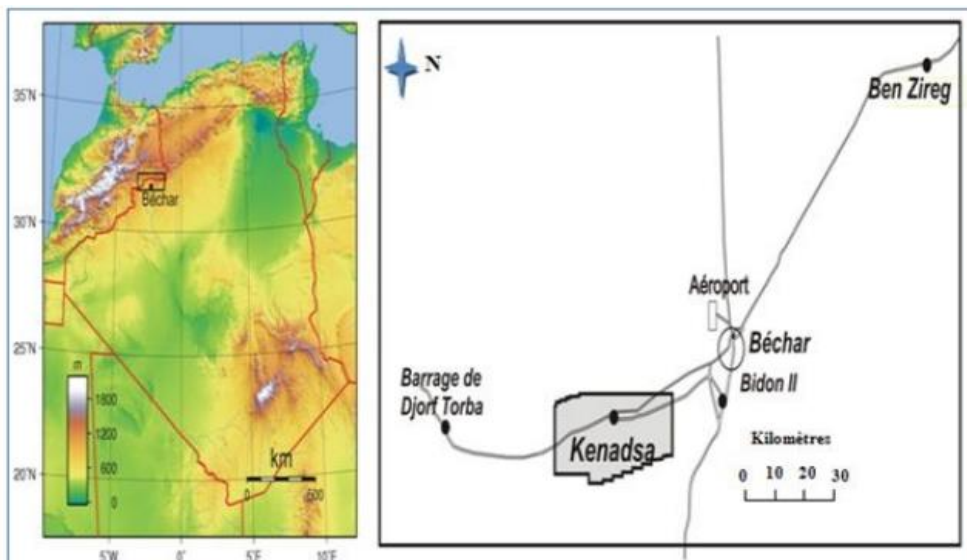 35°N
30°N
25°N
20°N
Béchar
m
1800
1200
600
0
km
0 500
5°W 0° 5°E 10°E
N
Ben Zireg
Aéroport
Béchar
Bidon II
Barrage de
Djorf Torba
Kenadsa
Kilomètres
0 10 20 30